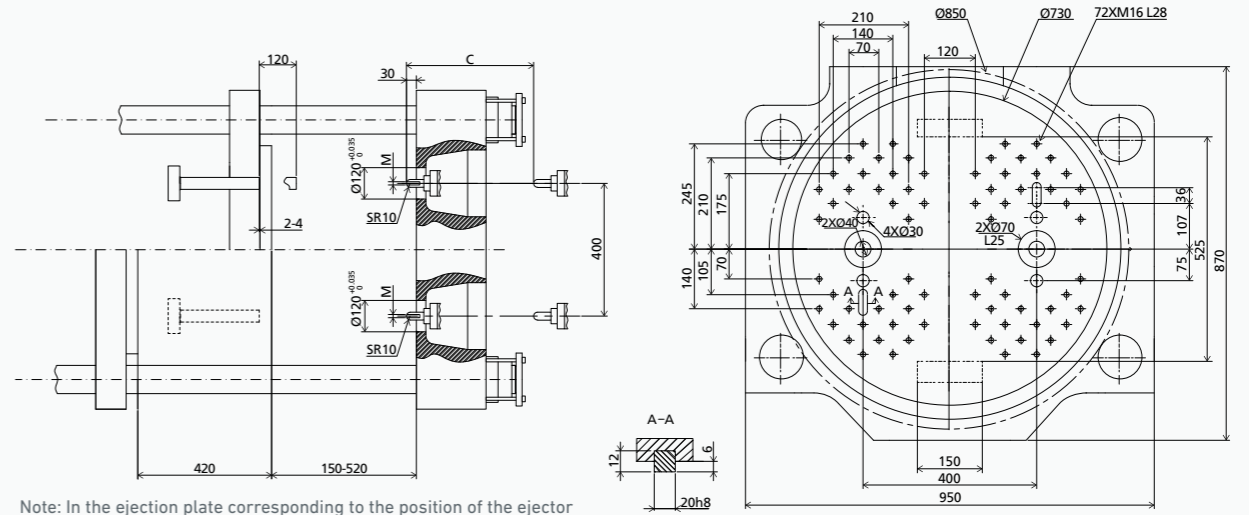 120
C
30
M
Ø120 +0.035 0
SR10
2-4
400
M
Ø120 +0.035 0
SR10
420
150-520
Note: In the ejection plate corresponding to the position of the ejector
210
140
70
Ø850
Ø730
72XM16 L28
120
245
210
175
70
105
140
2XØ40
4XØ30
2XØ70
L25
A
A
36
107
75
525
870
150
400
950
A-A
12
6
20h8